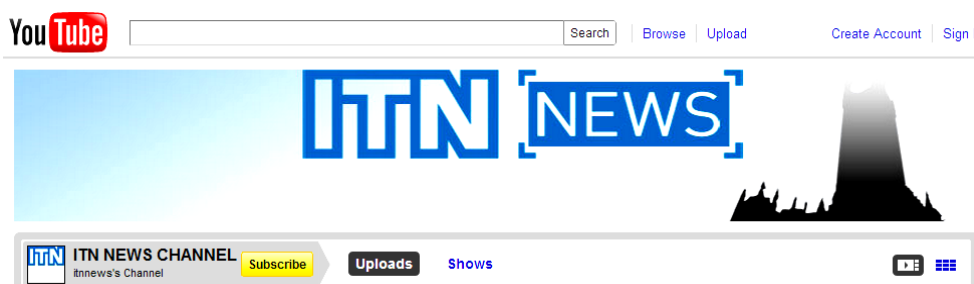 YouTube Search Browse Upload Create Account Sign
ITN NEWS
ITN ITN NEWS CHANNEL Subscribe Uploads Shows
itnnews's Channel